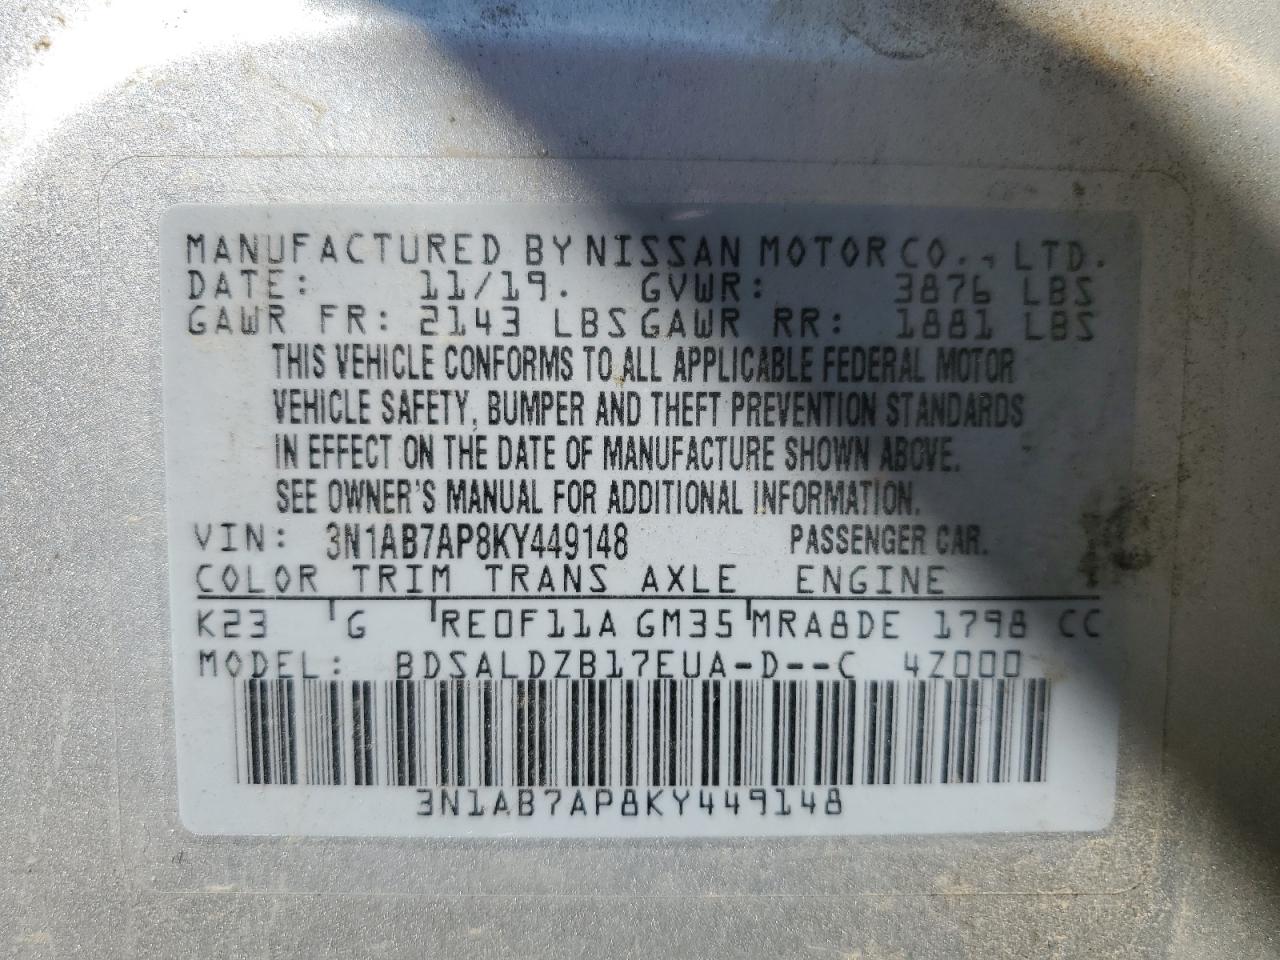 MANUFACTURED BY NISSAN MOTOR CO., LTD.
DATE: 11/19. GVWR: 3876 LBS
GAWR FR: 2143 LBS GAWR RR: 1881 LBS
THIS VEHICLE CONFORMS TO ALL APPLICABLE FEDERAL MOTOR
VEHICLE SAFETY, BUMPER AND THEFT PREVENTION STANDARDS
IN EFFECT ON THE DATE OF MANUFACTURE SHOWN ABOVE.
SEE OWNER'S MANUAL FOR ADDITIONAL INFORMATION.
VIN: 3N1AB7AP8KY449148 PASSENGER CAR.
COLOR TRIM TRANS AXLE ENGINE
K23 G RE0F11A GM35 MRA8DE 1798 CC
MODEL: BDSALDZB17EUA-D--C 4Z000
3N1AB7AP8KY449148